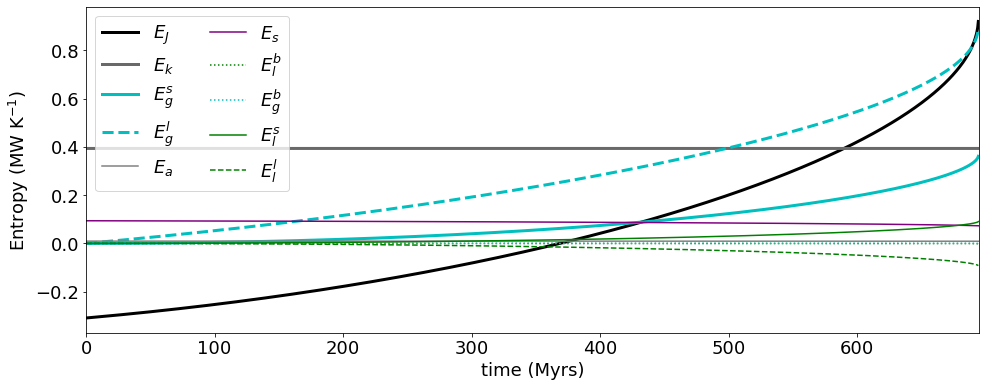 E_J
E_k
E_g^s
E_g^l
E_a
E_s
E_l^b
E_g^b
E_l^s
E_l^l
Entropy (MW K⁻¹)
0.8
0.6
0.4
0.2
0.0
−0.2
0 100 200 300 400 500 600
time (Myrs)